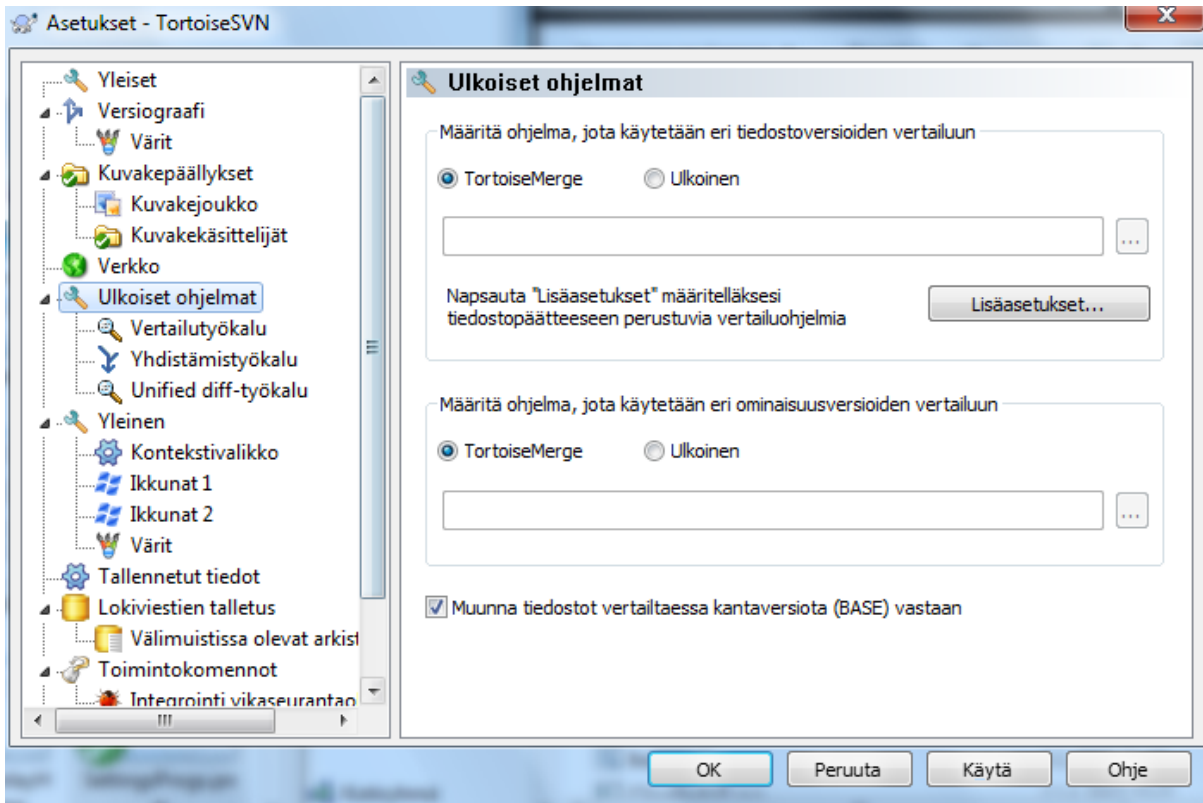 Asetukset - TortoiseSVN
Yleiset
Versiograafi
Värit
Kuvakepäällykset
Kuvakejoukko
Kuvakekäsittelijät
Verkko
Ulkoiset ohjelmat
Vertailutyökalu
Yhdistämistyökalu
Unified diff-työkalu
Yleinen
Kontekstivalikko
Ikkunat 1
Ikkunat 2
Värit
Tallennetut tiedot
Lokiviestien talletus
Välimuistissa olevat arkist
Toimintokomennot
Integrointi vikaseurantao
Ulkoiset ohjelmat
Määritä ohjelma, jota käytetään eri tiedostoversioiden vertailuun
TortoiseMerge Ulkoinen
...
Napsauta "Lisäasetukset" määritelläksesi
tiedostopäätteeseen perustuvia vertailuohjelmia
Lisäasetukset...
Määritä ohjelma, jota käytetään eri ominaisuusversioiden vertailuun
TortoiseMerge Ulkoinen
...
Muunna tiedostot vertailtaessa kantaversiota (BASE) vastaan
OK Peruuta Käytä Ohje